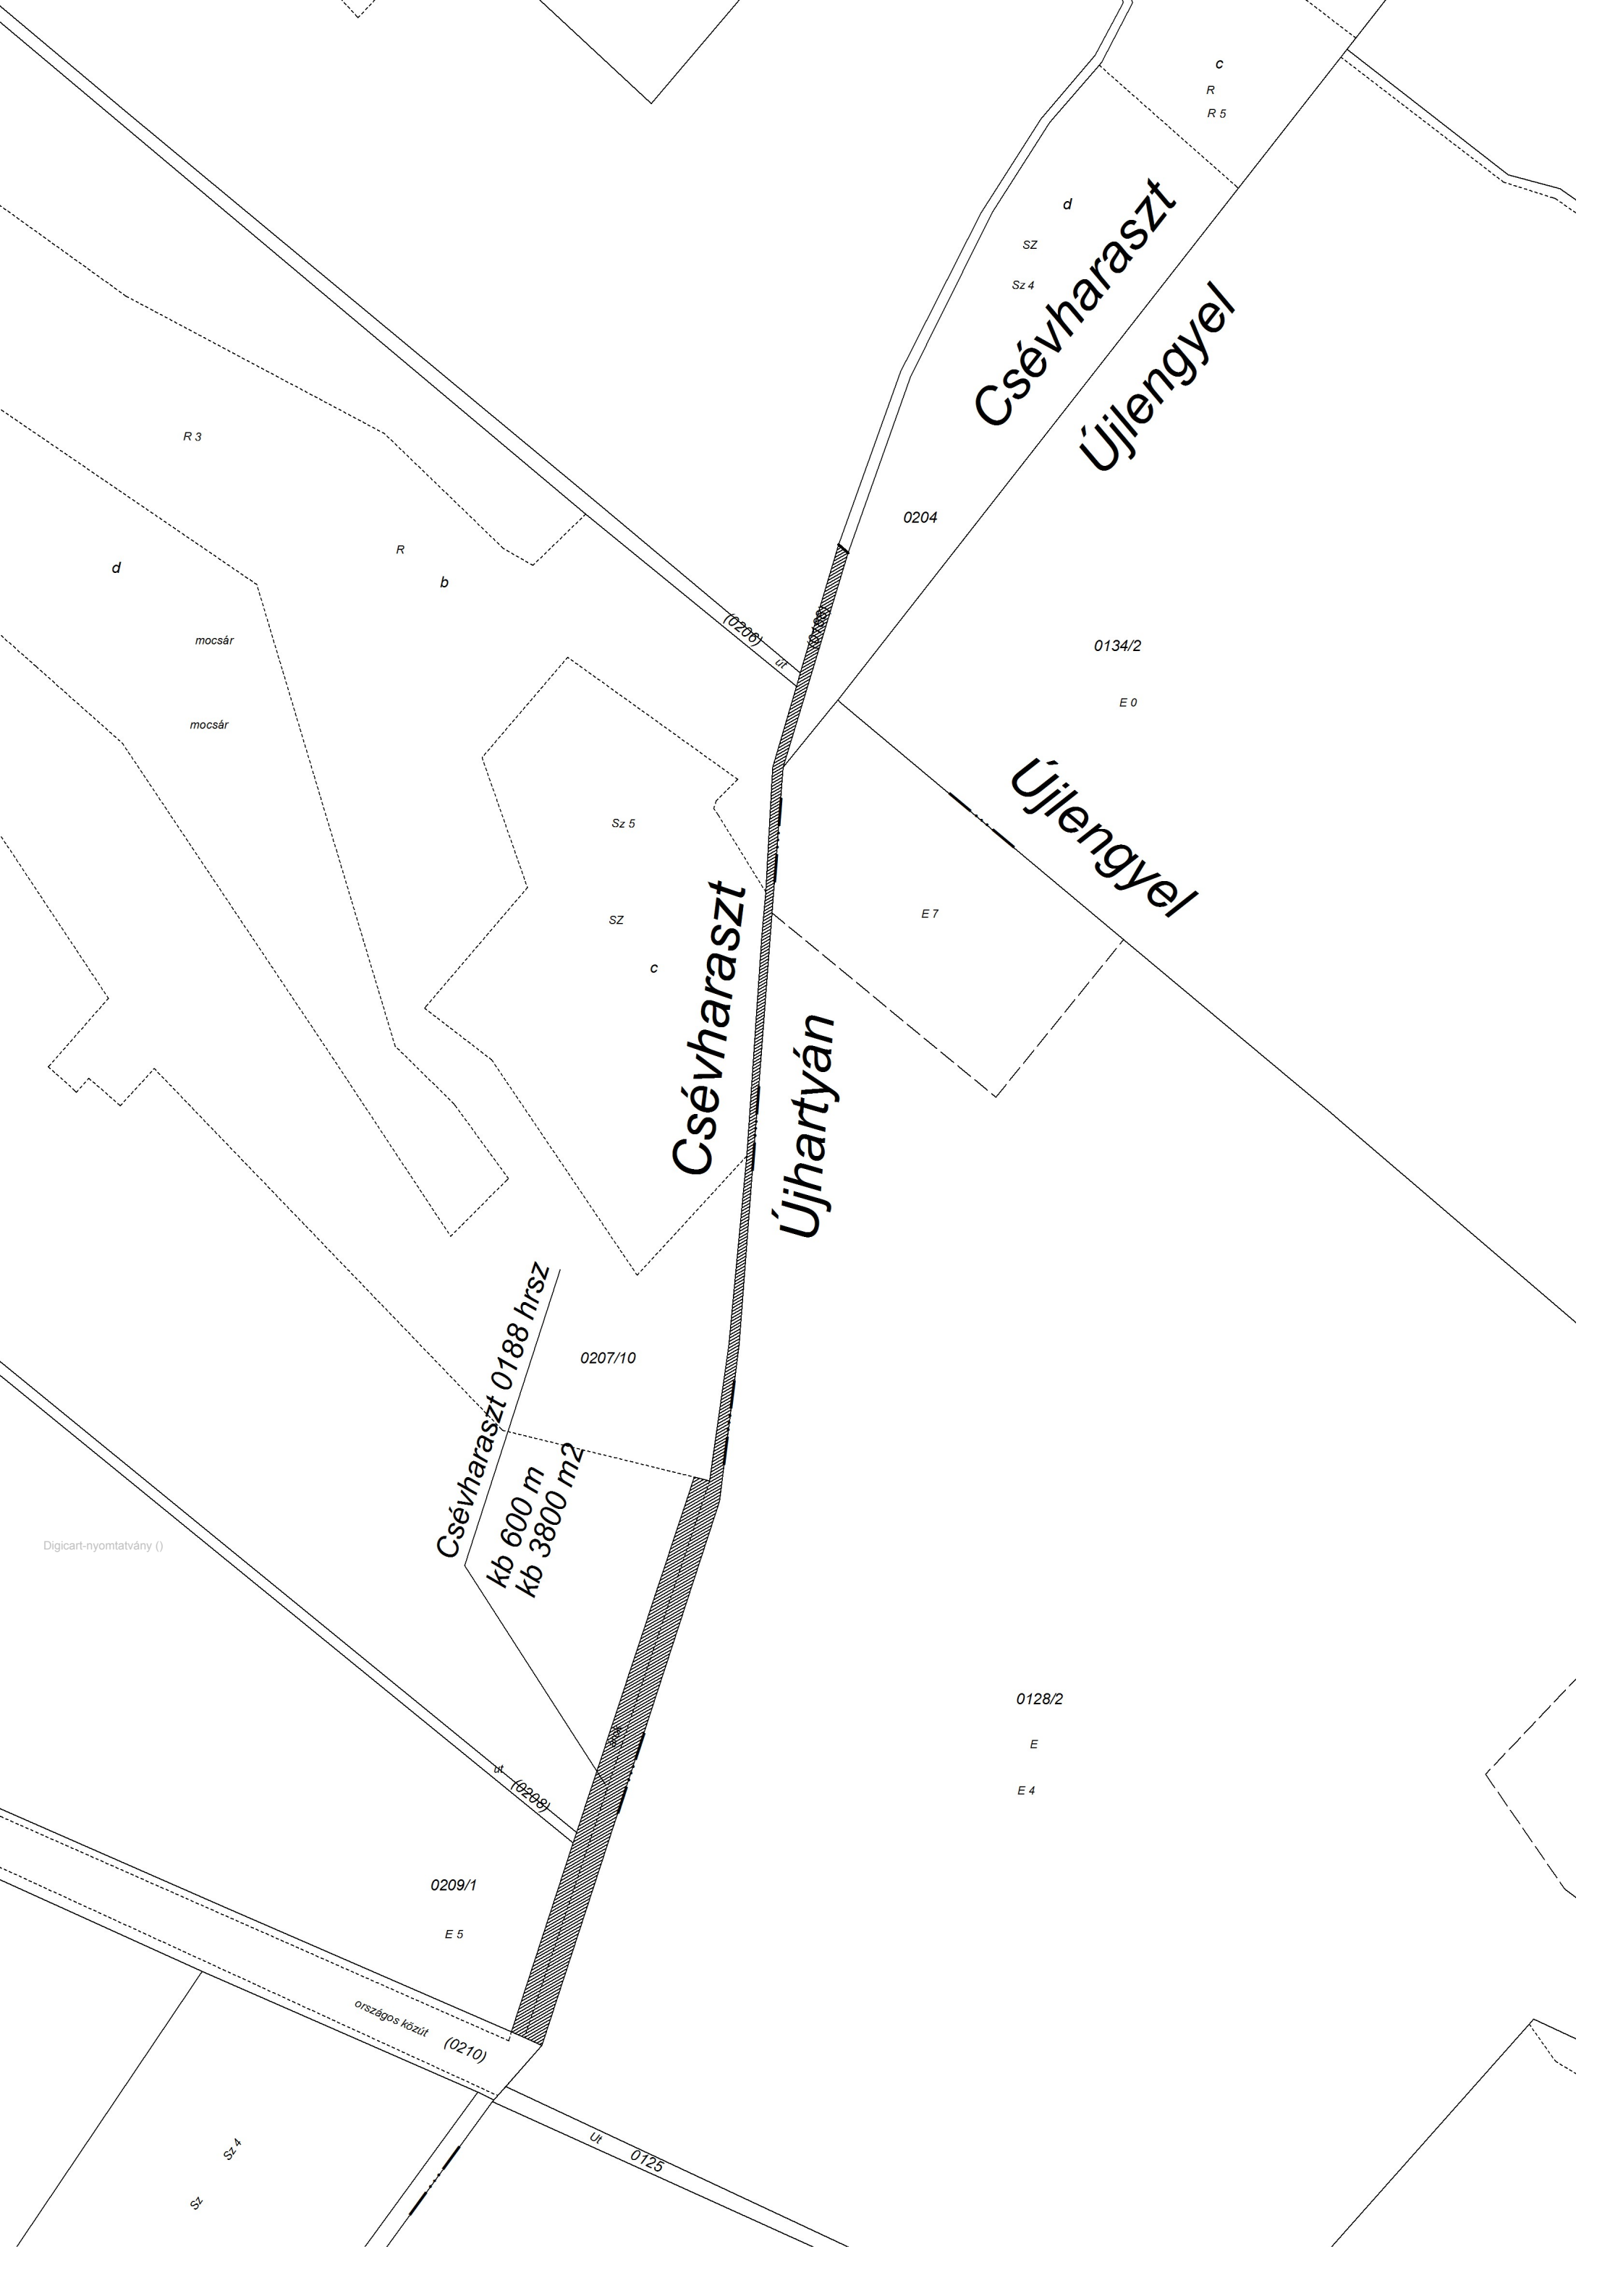 c
R
R 5
d
SZ
Sz 4
Csévharaszt
Újlengyel
R 3
0204
R
d
b
(0206)
út
mocsár
0134/2
E 0
mocsár
Újlengyel
Sz 5
Csévharaszt
E 7
SZ
c
Újhartyán
Csévharaszt 0188 hrsz
0207/10
kb 600 m
kb 3800 m2
Digicart-nyomtatvány ()
0128/2
E
E 4
út
(0208)
0209/1
E 5
országos közút
(0210)
Út
0125
Sz 4
Sz